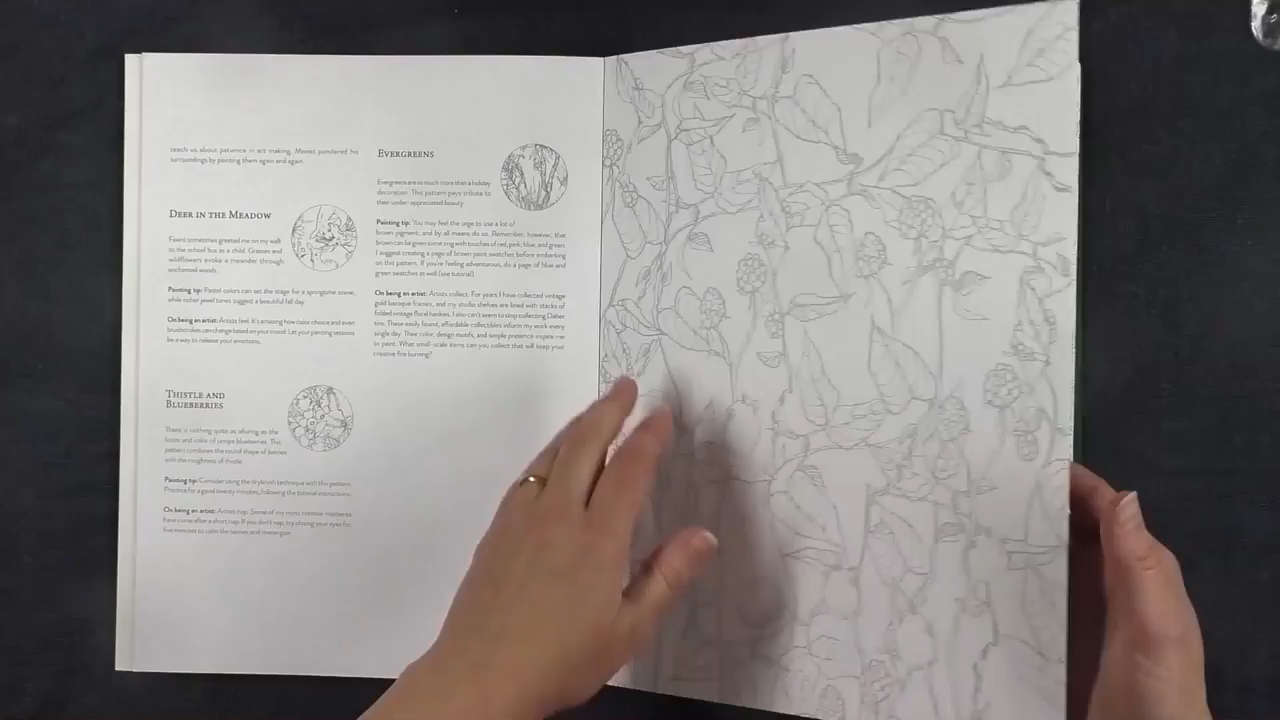 teach us about patience in art making. Monet pondered his
surroundings by painting them again and again.
DEER IN THE MEADOW
Fawns sometimes greeted me on my walk
to the school bus as a child. Grasses and
wildflowers evoke a meander through
enchanted woods.
Painting tip: Pastel colors can set the stage for a springtime scene,
while richer jewel tones suggest a beautiful fall day.
On being an artist: Artists feel. It's amazing how color choice and even
brushstrokes can change based on your mood. Let your painting sessions
be a way to release your emotions.
THISTLE AND
BLUEBERRIES
There is nothing quite as alluring as the
bloom and color of unripe blueberries. This
pattern combines the round shape of berries
with the roughness of thistle.
Painting tip: Consider using the drybrush technique with this pattern.
Practice for a good twenty minutes, following the tutorial instructions.
On being an artist: Artists nap. Some of my most creative moments
have come after a short nap. If you don't nap, try closing your eyes for
five minutes to calm the senses and reenergize.
EVERGREENS
Evergreens are so much more than a holiday
decoration. This pattern pays tribute to
their under-appreciated beauty.
Painting tip: You may feel the urge to use a lot of
brown pigment, and by all means do so. Remember, however, that
brown can be given some zing with touches of red, pink, blue, and green.
I suggest creating a page of brown paint swatches before embarking
on this pattern. If you're feeling adventurous, do a page of blue and
green swatches as well (see tutorial).
On being an artist: Artists collect. For years I have collected vintage
gold baroque frames, and my studio shelves are lined with stacks of
folded vintage floral hankies. I also can't seem to stop collecting Daher
tins. These easily found, affordable collectibles inform my work every
single day. Their color, design motifs, and simple presence inspire me
to paint. What small-scale items can you collect that will keep your
creative fire burning?